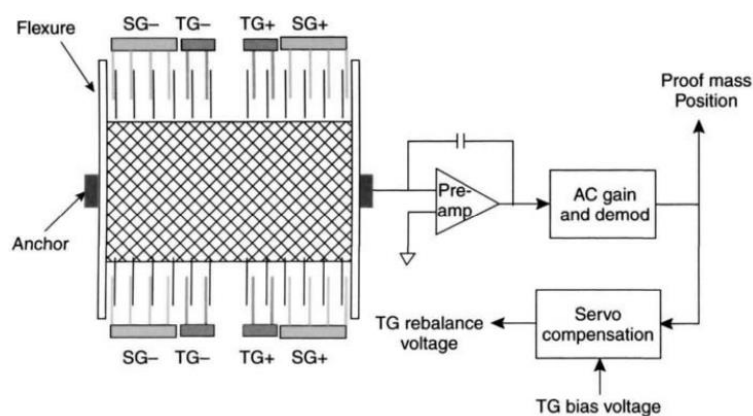 Flexure
SG– TG– TG+ SG+
Proof mass
Position
Pre-
amp
AC gain
and demod
Anchor
TG rebalance
voltage
Servo
compensation
SG– TG– TG+ SG+
TG bias voltage